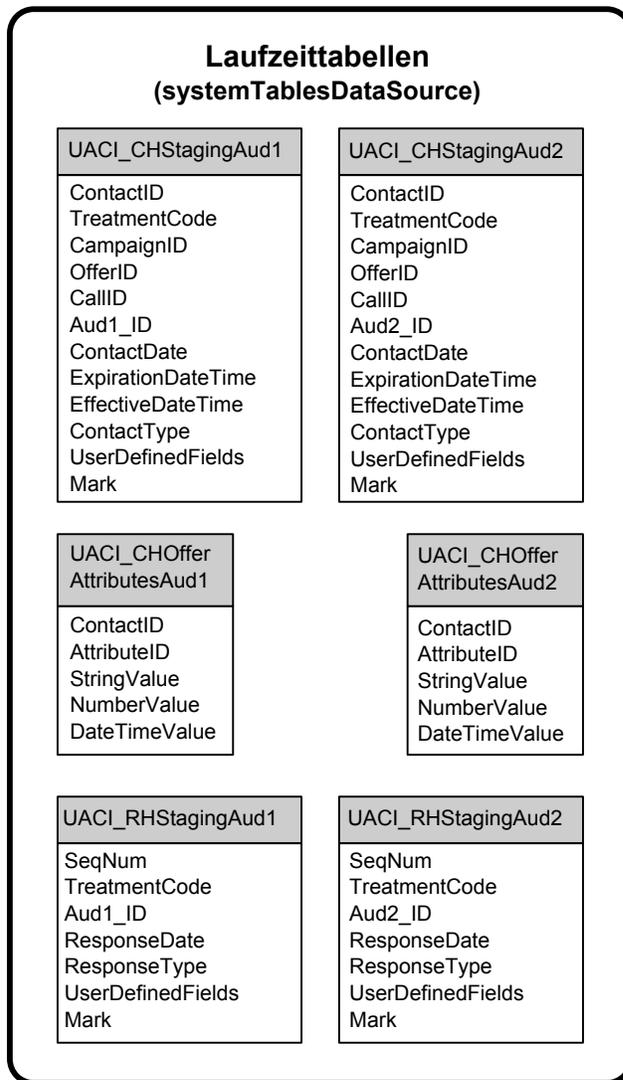 Laufzeittabellen
(systemTablesDataSource)
UACI_CHStagingAud1
ContactID
TreatmentCode
CampaignID
OfferID
CallID
Aud1_ID
ContactDate
ExpirationDateTime
EffectiveDateTime
ContactType
UserDefinedFields
Mark
UACI_CHStagingAud2
ContactID
TreatmentCode
CampaignID
OfferID
CallID
Aud2_ID
ContactDate
ExpirationDateTime
EffectiveDateTime
ContactType
UserDefinedFields
Mark
UACI_CHOffer
AttributesAud1
ContactID
AttributeID
StringValue
NumberValue
DateTimeValue
UACI_CHOffer
AttributesAud2
ContactID
AttributeID
StringValue
NumberValue
DateTimeValue
UACI_RHStagingAud1
SeqNum
TreatmentCode
Aud1_ID
ResponseDate
ResponseType
UserDefinedFields
Mark
UACI_RHStagingAud2
SeqNum
TreatmentCode
Aud2_ID
ResponseDate
ResponseType
UserDefinedFields
Mark